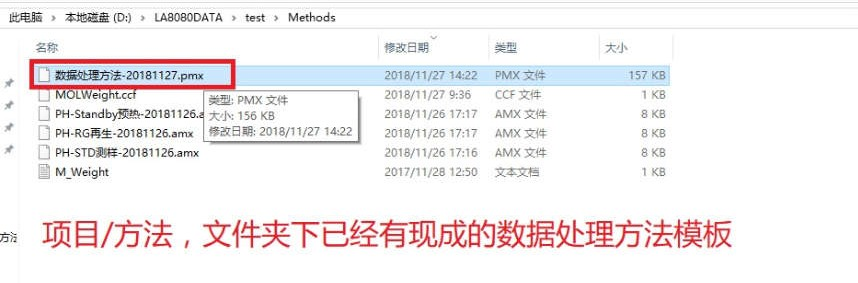 此电脑 › 本地磁盘 (D:) › LA8080DATA › test › Methods
名称 修改日期 类型 大小
数据处理方法-20181127.pmx 2018/11/27 14:22 PMX 文件 157 KB
MOLWeight.ccf 2018/11/27 9:36 CCF 文件 1 KB
PH-Standby预热-20181126.a 2018/11/26 17:17 AMX 文件 8 KB
PH-RG再生-20181126.amx 2018/11/26 17:17 AMX 文件 8 KB
PH-STD测样-20181126.amx 2018/11/26 17:16 AMX 文件 8 KB
M_Weight 2017/11/28 12:50 文本文档 1 KB
类型: PMX 文件
大小: 156 KB
修改日期: 2018/11/27 14:22
项目/方法，文件夹下已经有现成的数据处理方法模板